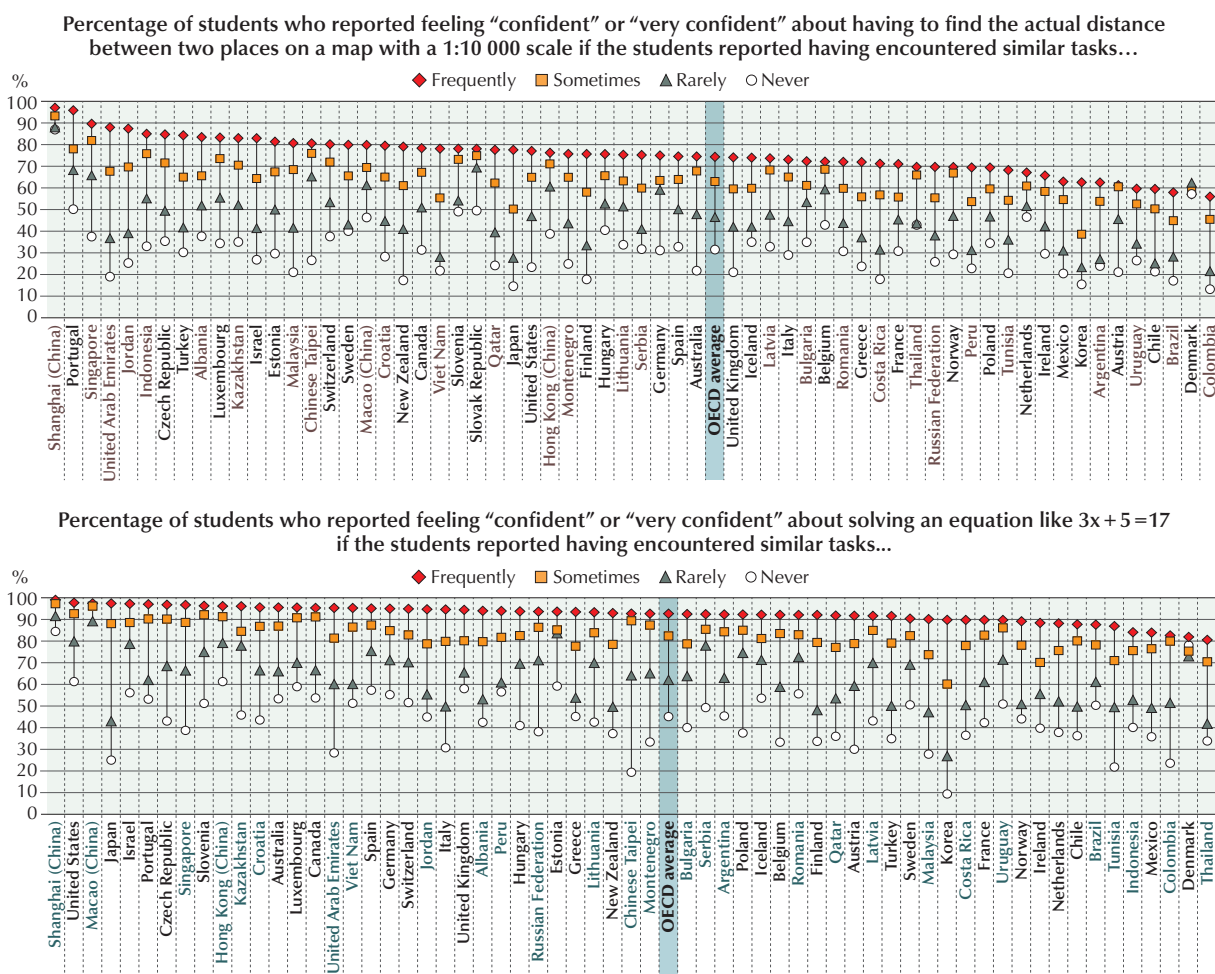 Percentage of students who reported feeling “confident” or “very confident” about having to find the actual distance
between two places on a map with a 1:10 000 scale if the students reported having encountered similar tasks…
Frequently Sometimes Rarely Never
%
100
90
80
70
60
50
40
30
20
10
0
Shanghai (China)
Portugal
Singapore
United Arab Emirates
Jordan
Indonesia
Czech Republic
Turkey
Albania
Luxembourg
Kazakhstan
Israel
Estonia
Malaysia
Chinese Taipei
Switzerland
Sweden
Macao (China)
Croatia
New Zealand
Canada
Viet Nam
Slovenia
Slovak Republic
Qatar
Japan
United States
Hong Kong (China)
Montenegro
Finland
Hungary
Lithuania
Serbia
Germany
Spain
Australia
OECD average
United Kingdom
Iceland
Latvia
Italy
Bulgaria
Belgium
Romania
Greece
Costa Rica
France
Thailand
Russian Federation
Norway
Peru
Poland
Tunisia
Netherlands
Ireland
Mexico
Korea
Argentina
Austria
Uruguay
Chile
Brazil
Denmark
Colombia
Percentage of students who reported feeling “confident” or “very confident” about solving an equation like 3x + 5 =17
if the students reported having encountered similar tasks...
Frequently Sometimes Rarely Never
%
100
90
80
70
60
50
40
30
20
10
0
Shanghai (China)
United States
Macao (China)
Japan
Israel
Portugal
Czech Republic
Singapore
Slovenia
Hong Kong (China)
Kazakhstan
Croatia
Australia
Luxembourg
Canada
United Arab Emirates
Viet Nam
Spain
Germany
Switzerland
Jordan
Italy
United Kingdom
Albania
Peru
Hungary
Russian Federation
Estonia
Greece
Lithuania
New Zealand
Chinese Taipei
Montenegro
OECD average
Bulgaria
Serbia
Argentina
Poland
Iceland
Belgium
Romania
Finland
Qatar
Austria
Latvia
Turkey
Sweden
Malaysia
Korea
Costa Rica
France
Uruguay
Norway
Ireland
Netherlands
Chile
Brazil
Tunisia
Indonesia
Mexico
Colombia
Denmark
Thailand